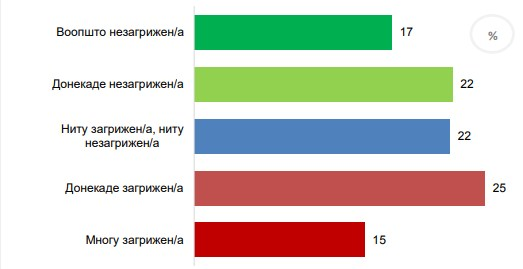 Воопшто незагрижен/а 17 %
Донекаде незагрижен/а 22
Ниту загрижен/а, ниту
незагрижен/а 22
Донекаде загрижен/а 25
Многу загрижен/а 15